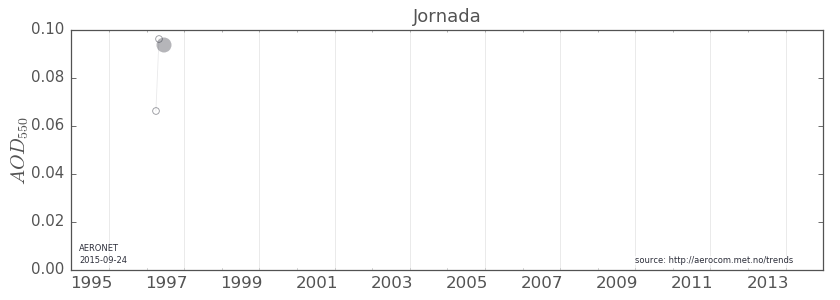 Jornada
0.10
0.08
0.06
0.04
0.02
0.00
AOD550
AERONET
2015-09-24
source: http://aerocom.met.no/trends
1995 1997 1999 2001 2003 2005 2007 2009 2011 2013